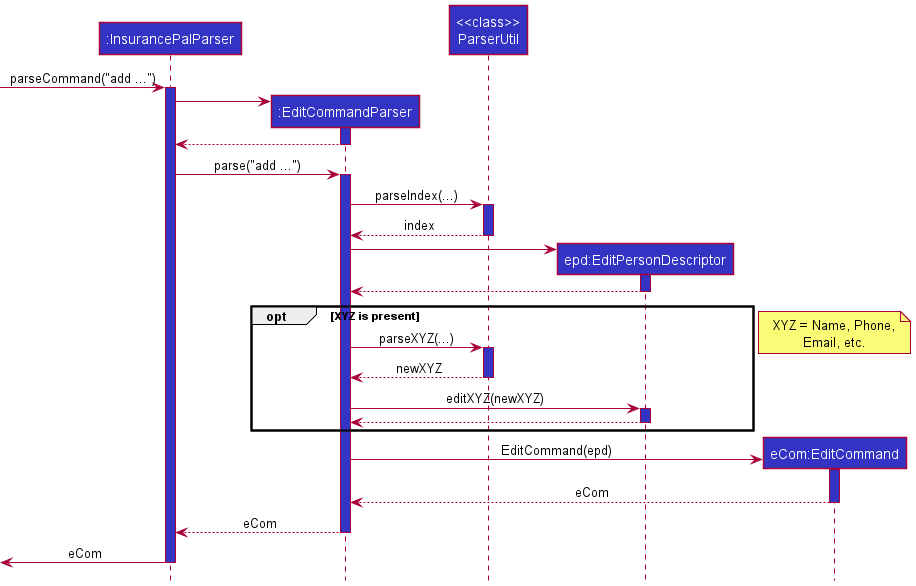 <<class>>
:InsurancePalParser
ParserUtil
parseCommand("add ...")
:EditCommandParser
parse("add ...")
parseIndex(...)
index
epd:EditPersonDescriptor
opt
[XYZ is present]
XYZ = Name, Phone,
Email, etc.
parseXYZ(...)
newXYZ
editXYZ(newXYZ)
EditCommand(epd)
eCom:EditCommand
eCom
eCom
eCom